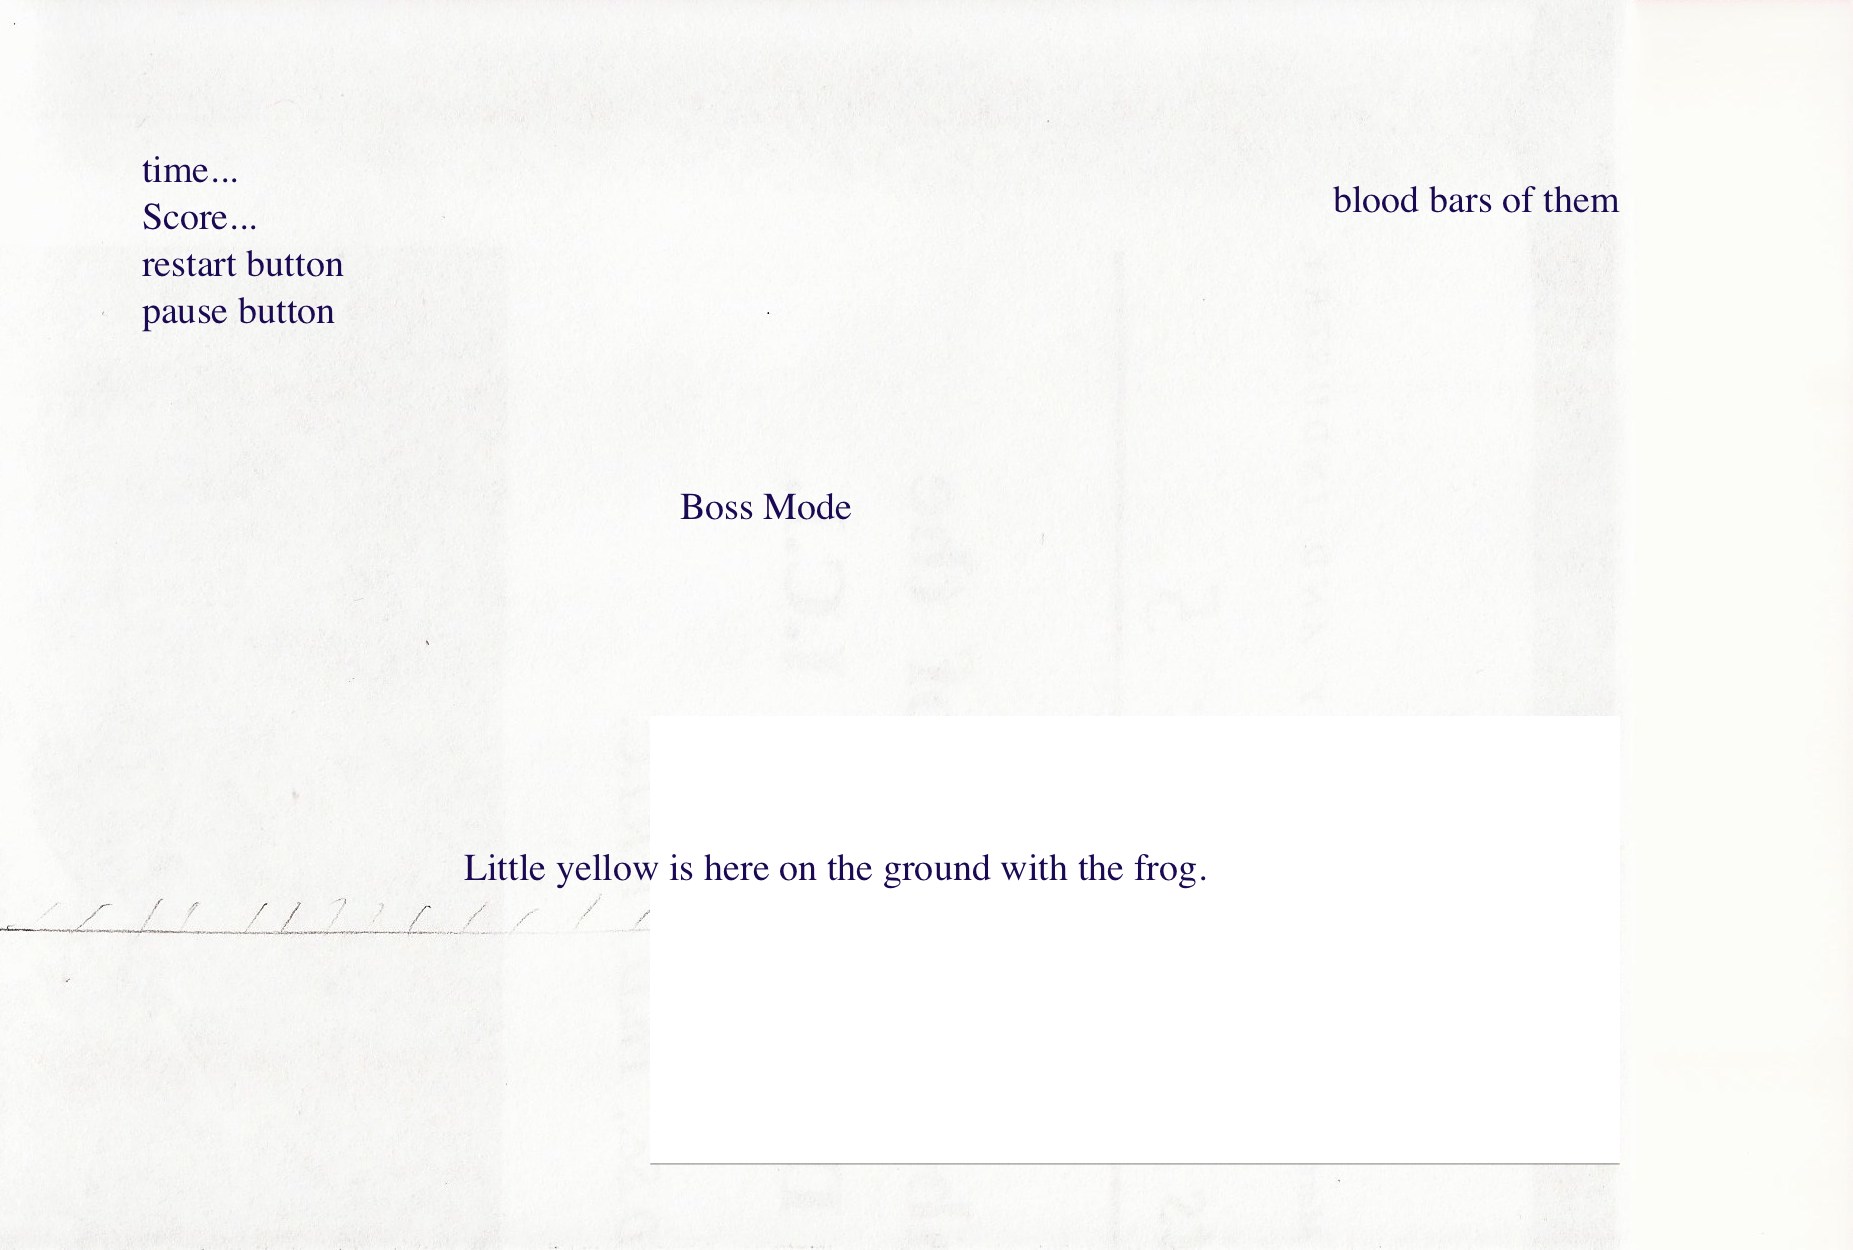 time...
Score...
restart button
pause button
blood bars of them
Boss Mode
Little yellow is here on the ground with the frog.